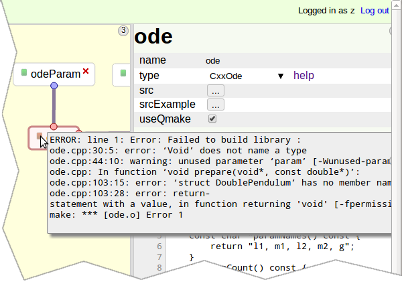 Logged in as z Log out
3
ode
odeParam
name ode
type CxxOde help
src ...
srcExample ...
useQmake
ERROR: line 1: Error: Failed to build library :
ode.cpp:30:5: error: ‘Void’ does not name a type
ode.cpp:44:10: warning: unused parameter ‘param’ [-Wunused-param
ode.cpp: In function ‘void prepare(void*, const double*)’:
ode.cpp:103:15: error: ‘struct DoublePendulum’ has no member nam
ode.cpp:103:28: error: return-
statement with a value, in function returning ‘void’ [-fpermissi
make: *** [ode.o] Error 1
5 const char* paramNames() const {
6 return "l1, m1, l2, m2, g";
7 }
8 Count() const {